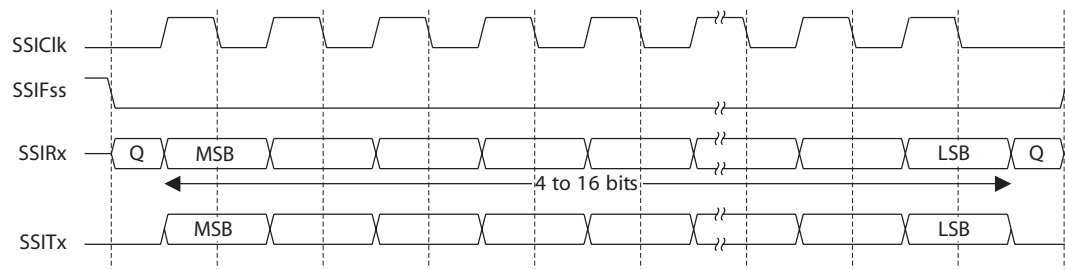 SSIClk
SSIFss
SSIRx
Q MSB LSB Q
4 to 16 bits
SSITx
MSB LSB